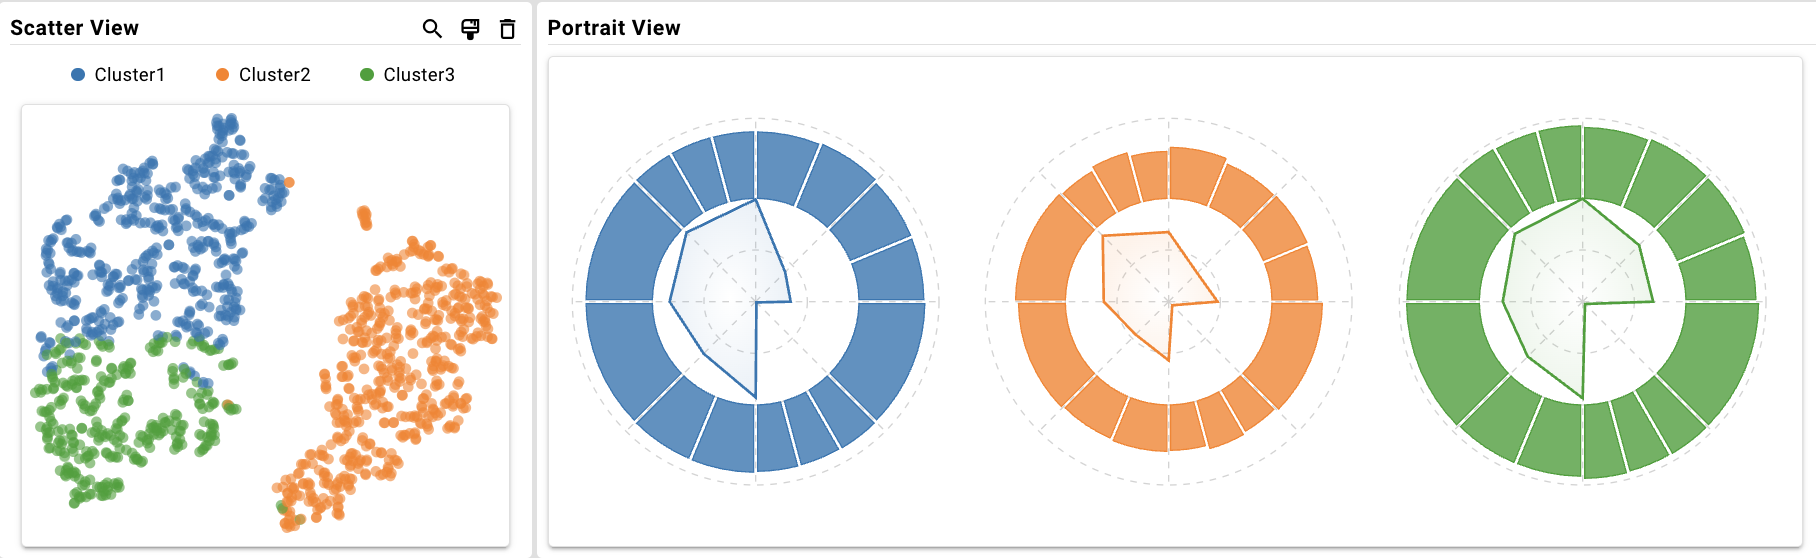 Scatter View
Cluster1 Cluster2 Cluster3
Portrait View